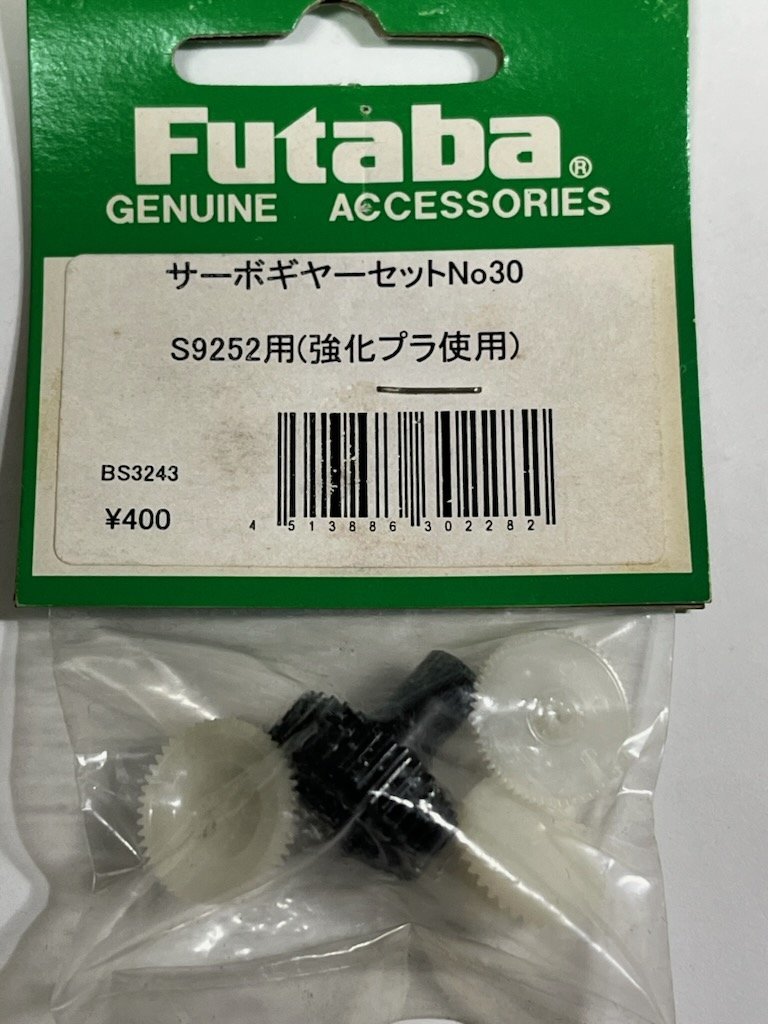 Futaba®
GENUINE ACCESSORIES
サーボギヤーセットNo30
S9252用(強化プラ使用)
BS3243
¥400
4 513886 302282